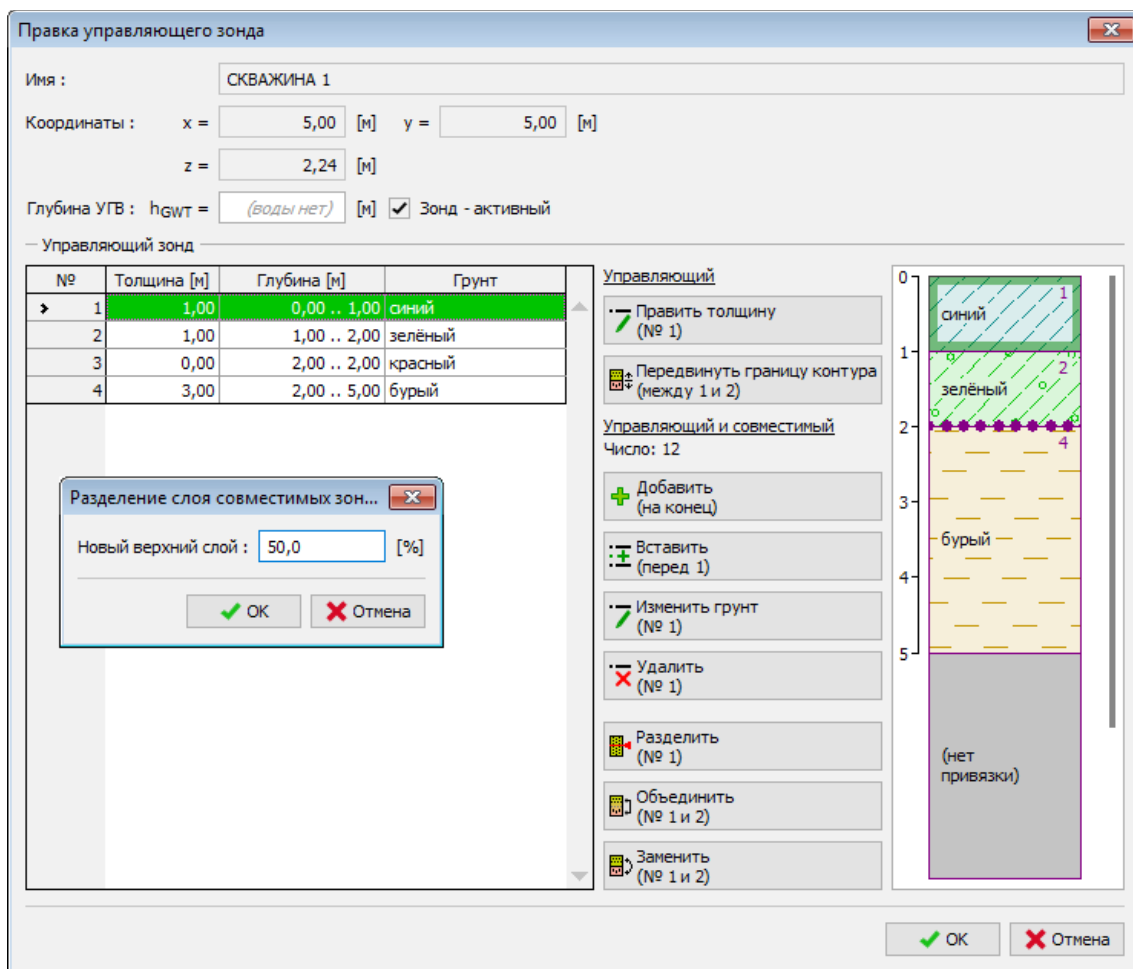 Правка управляющего зонда
Имя : СКВАЖИНА 1
Координаты : x = 5,00 [м] y = 5,00 [м]
z = 2,24 [м]
Глубина УГВ : hGWT = (воды нет) [м] Зонд - активный
Управляющий зонд
№ Толщина [м] Глубина [м] Грунт
1 1,00 0,00 .. 1,00 синий
2 1,00 1,00 .. 2,00 зелёный
3 0,00 2,00 .. 2,00 красный
4 3,00 2,00 .. 5,00 бурый
Разделение слоя совместимых зон...
Новый верхний слой : 50,0 [%]
OK Отмена
Управляющий
Править толщину
(№ 1)
Передвинуть границу контура
(между 1 и 2)
Управляющий и совместимый
Число: 12
Добавить
(на конец)
Вставить
(перед 1)
Изменить грунт
(№ 1)
Удалить
(№ 1)
Разделить
(№ 1)
Объединить
(№ 1 и 2)
Заменить
(№ 1 и 2)
0
1
синий
1
2
зелёный
2
4
3
бурый
4
5
(нет
привязки)
OK Отмена